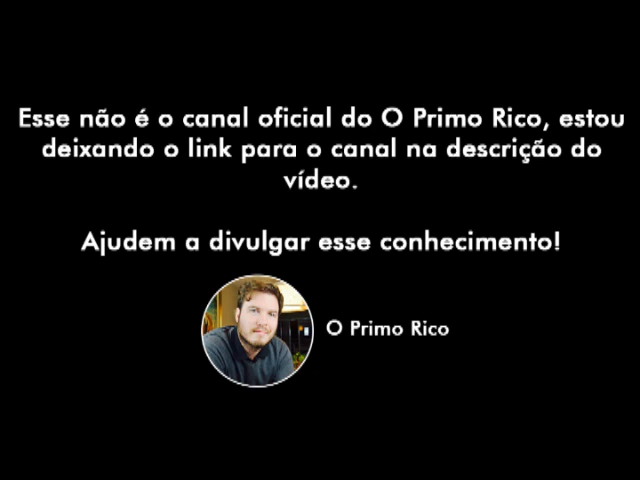 Esse não é o canal oficial do O Primo Rico, estou
deixando o link para o canal na descrição do
vídeo.
Ajudem a divulgar esse conhecimento!
O Primo Rico